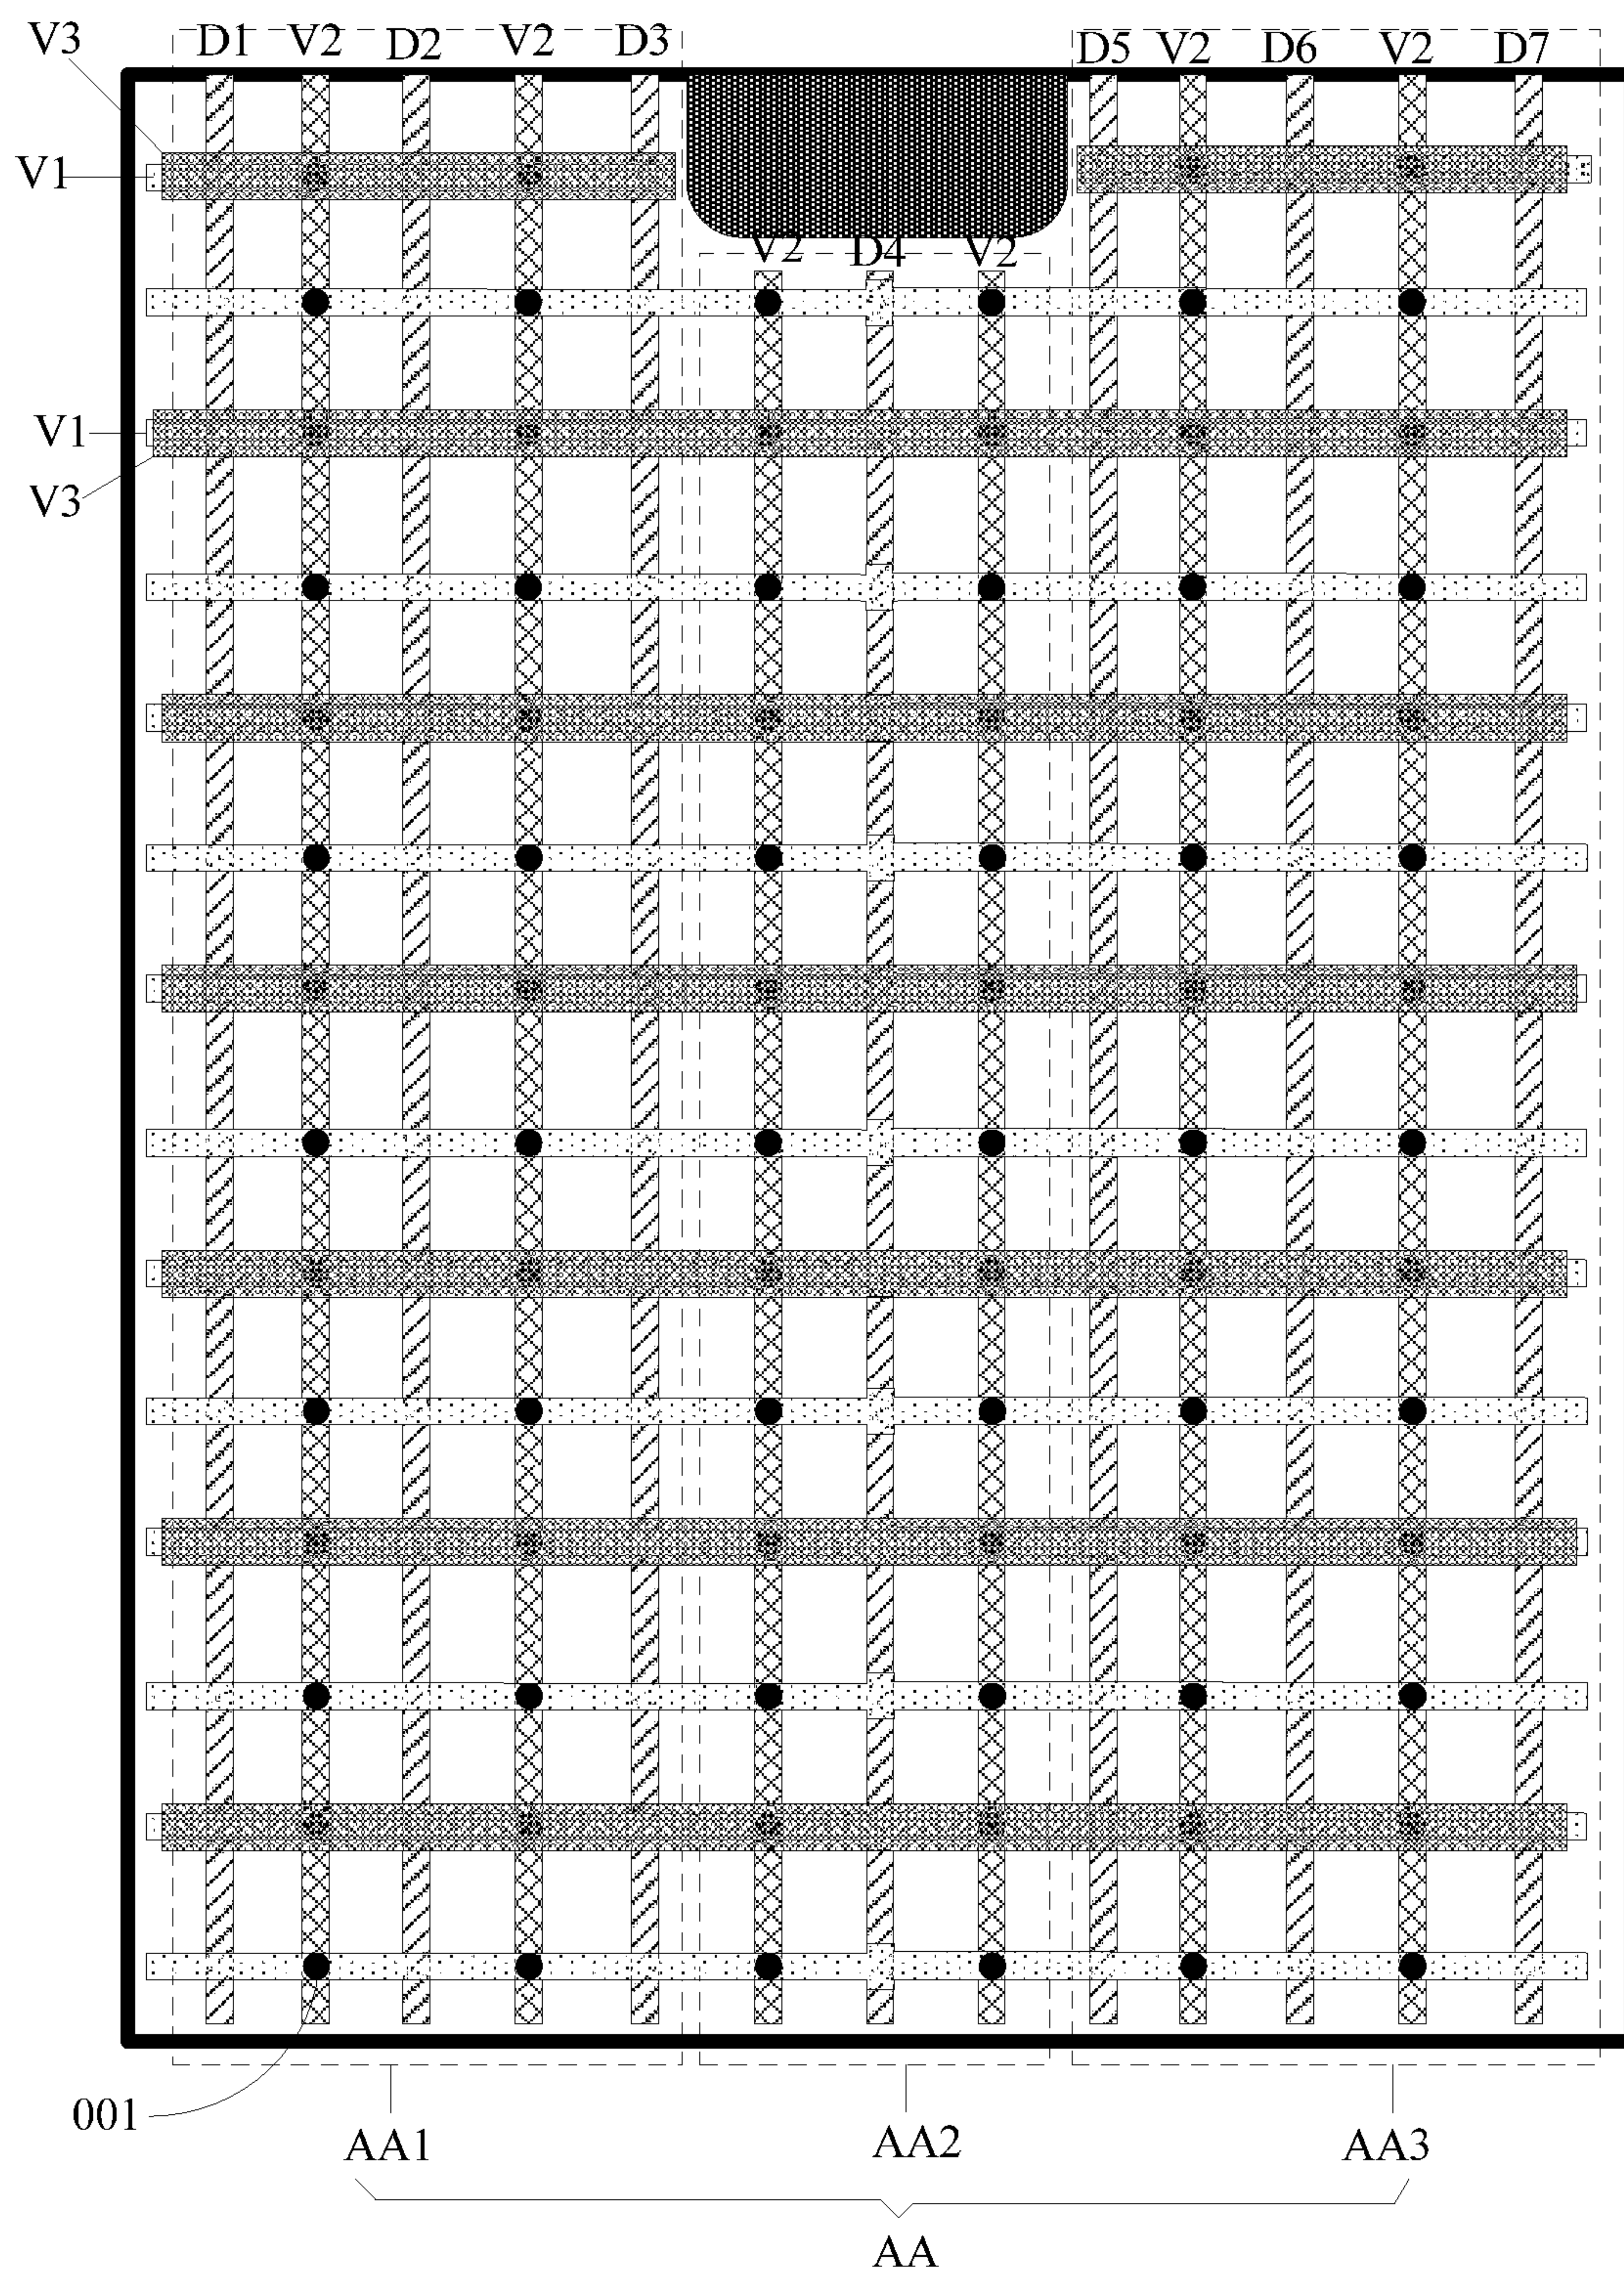 V3 D1 V2 D2 V2 D3 D5 V2 D6 V2 D7
V1
V2 D4 V2
V1
V3
001
AA1 AA2 AA3
AA